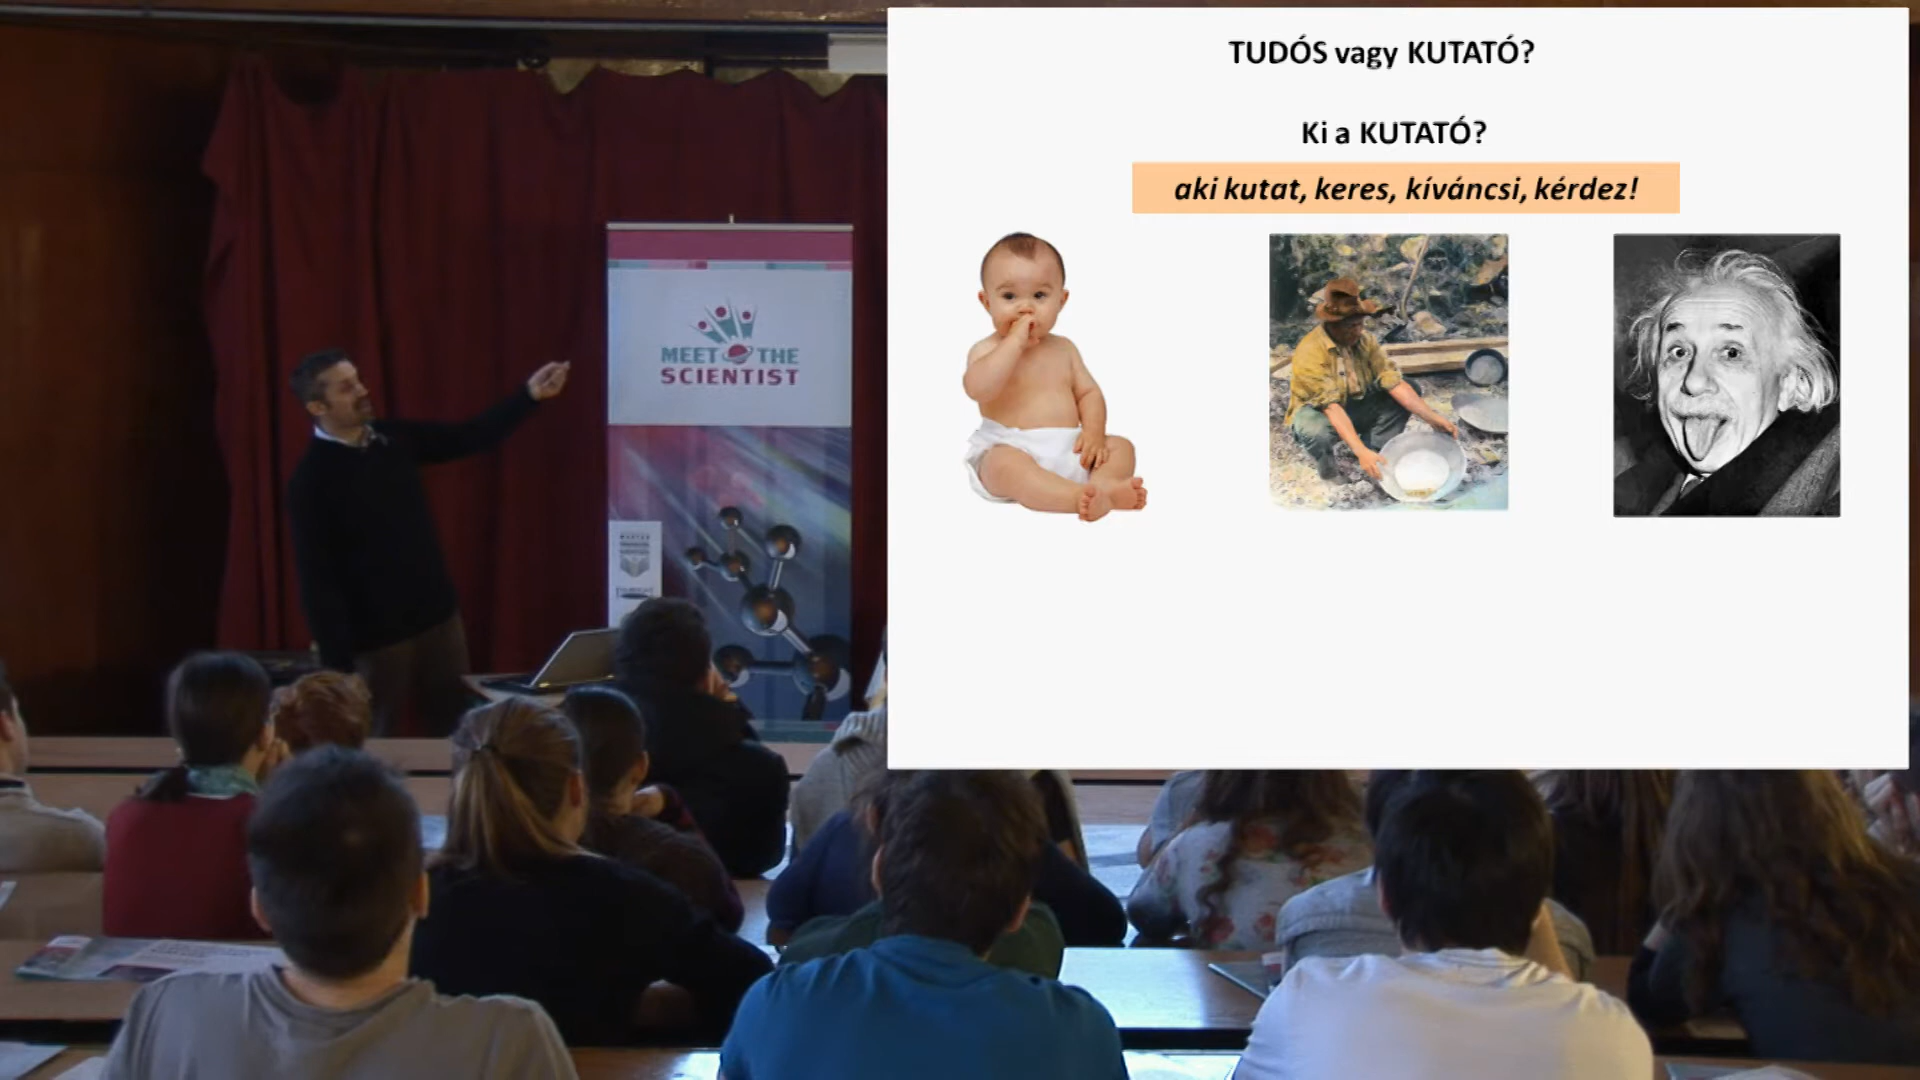 TUDÓS vagy KUTATÓ?
Ki a KUTATÓ?
aki kutat, keres, kíváncsi, kérdez!
MEET THE
SCIENTIST